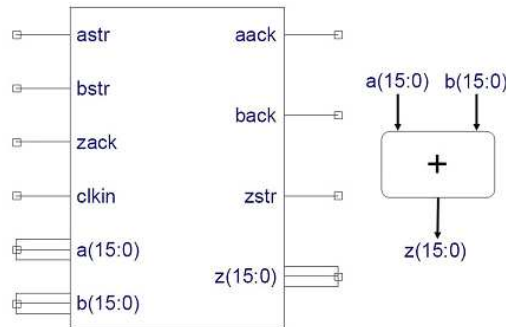 astr
bstr
zack
clkin
a(15:0)
b(15:0)
aack
back
zstr
z(15:0)
a(15:0) b(15:0)
+
z(15:0)